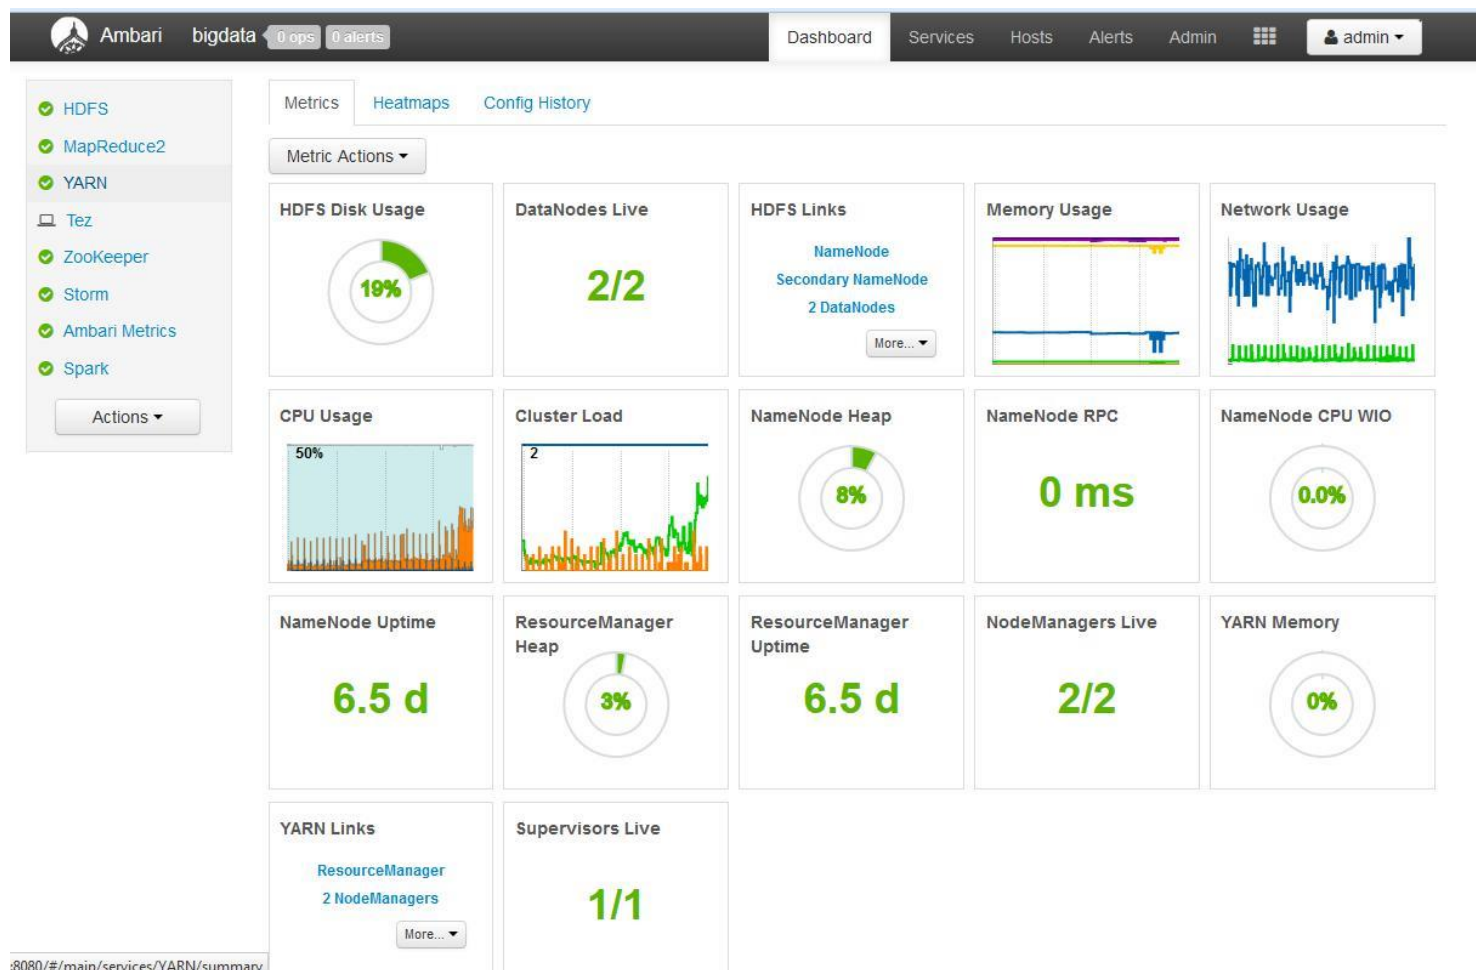 Ambari bigdata 0 ops 0 alerts Dashboard Services Hosts Alerts Admin admin
HDFS
MapReduce2
YARN
Tez
ZooKeeper
Storm
Ambari Metrics
Spark
Actions
Metrics Heatmaps Config History
Metric Actions
HDFS Disk Usage
19%
DataNodes Live
2/2
HDFS Links
NameNode
Secondary NameNode
2 DataNodes
More...
Memory Usage
Network Usage
CPU Usage
50%
Cluster Load
2
NameNode Heap
8%
NameNode RPC
0 ms
NameNode CPU WIO
0.0%
NameNode Uptime
6.5 d
ResourceManager
Heap
3%
ResourceManager
Uptime
6.5 d
NodeManagers Live
2/2
YARN Memory
0%
YARN Links
ResourceManager
2 NodeManagers
More...
Supervisors Live
1/1
:8080/#/main/services/YARN/summary